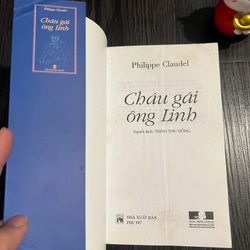 Philippe Claudel
Cháu gái
ông Linh
Philippe Claudel
Cháu gái
ông Linh
Người dịch: TRỊNH THU HỒNG
NHÀ XUẤT BẢN
PHỤ NỮ